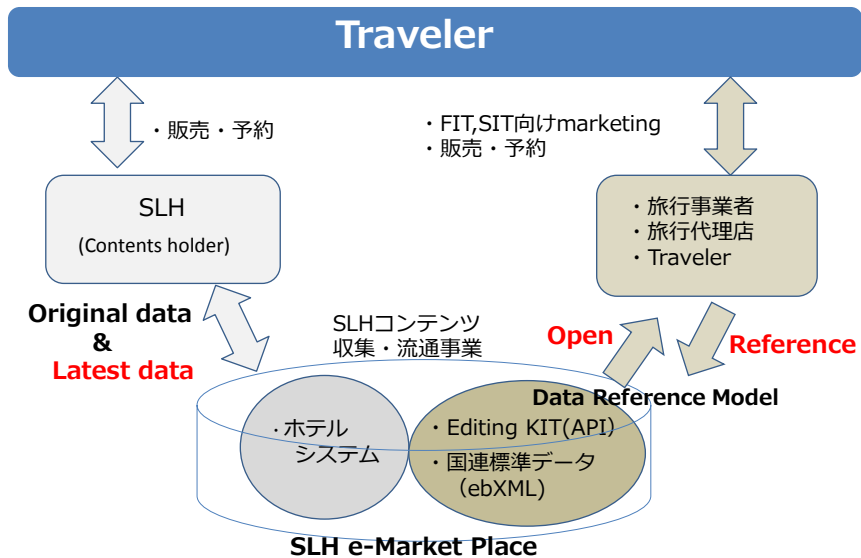 Traveler
・販売・予約
・FIT,SIT向けmarketing
・販売・予約
SLH
(Contents holder)
・旅行事業者
・旅行代理店
・Traveler
Original data
&
Latest data
SLHコンテンツ
収集・流通事業
Open
Reference
Data Reference Model
・ホテル
システム
・Editing KIT(API）
・国連標準データ
（ebXML)
SLH e-Market Place